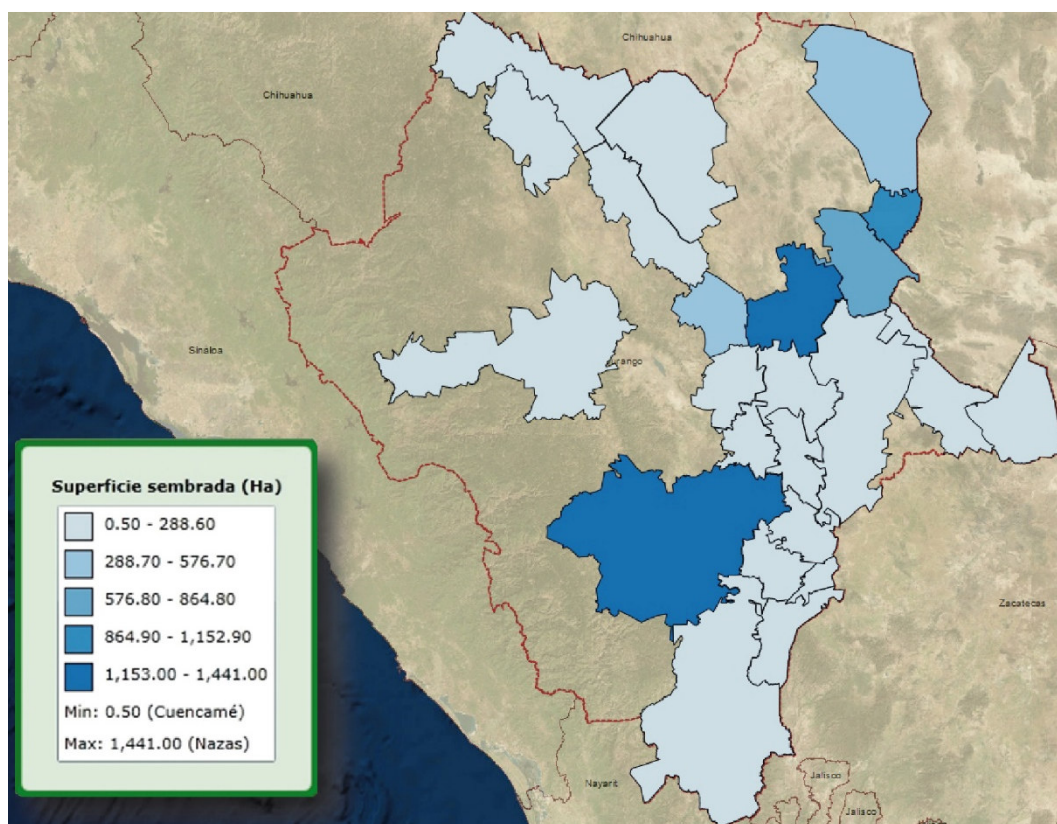 Chihuahua
Chihuahua
Sinaloa
urango
Superficie sembrada (Ha)
0.50 - 288.60
288.70 - 576.70
576.80 - 864.80
864.90 - 1,152.90
1,153.00 - 1,441.00
Min: 0.50 (Cuencamé)
Max: 1,441.00 (Nazas)
Zacatecas
Nayarit
Jalisco
Jalisco